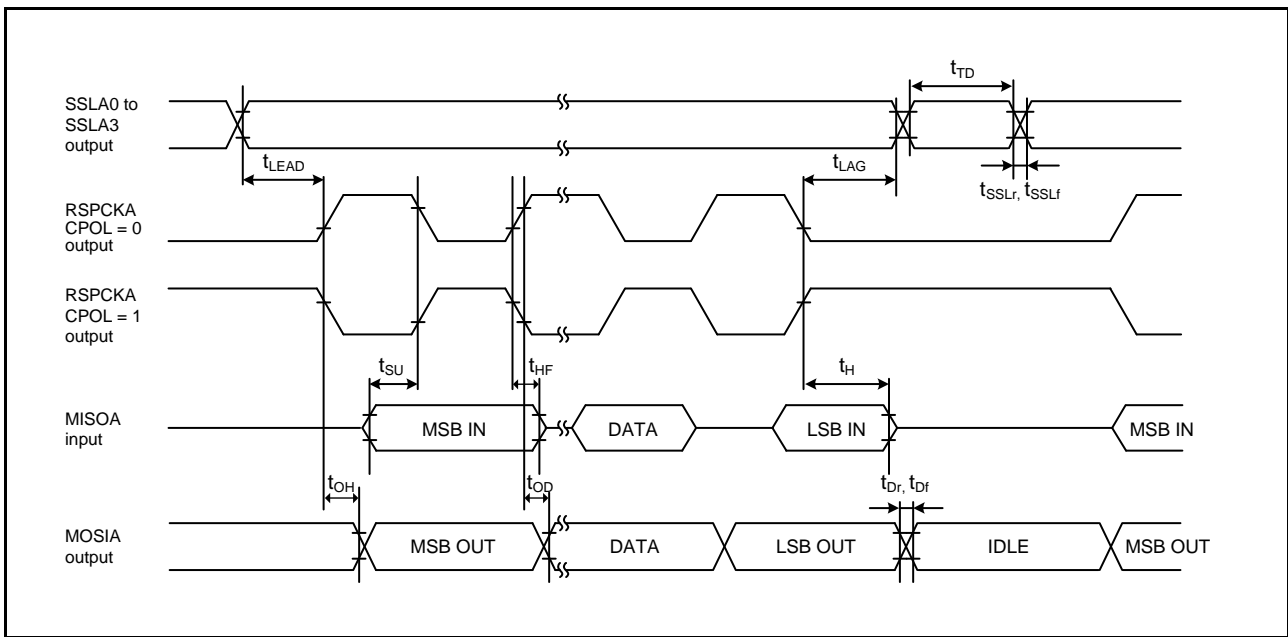 tTD
SSLA0 to
SSLA3
output
tLEAD
tLAG
tSSLr, tSSLf
RSPCKA
CPOL = 0
output
RSPCKA
CPOL = 1
output
tSU
tHF
tH
MISOA
input
MSB IN
DATA
LSB IN
MSB IN
tOH
tOD
tDr, tDf
MOSIA
output
MSB OUT
DATA
LSB OUT
IDLE
MSB OUT